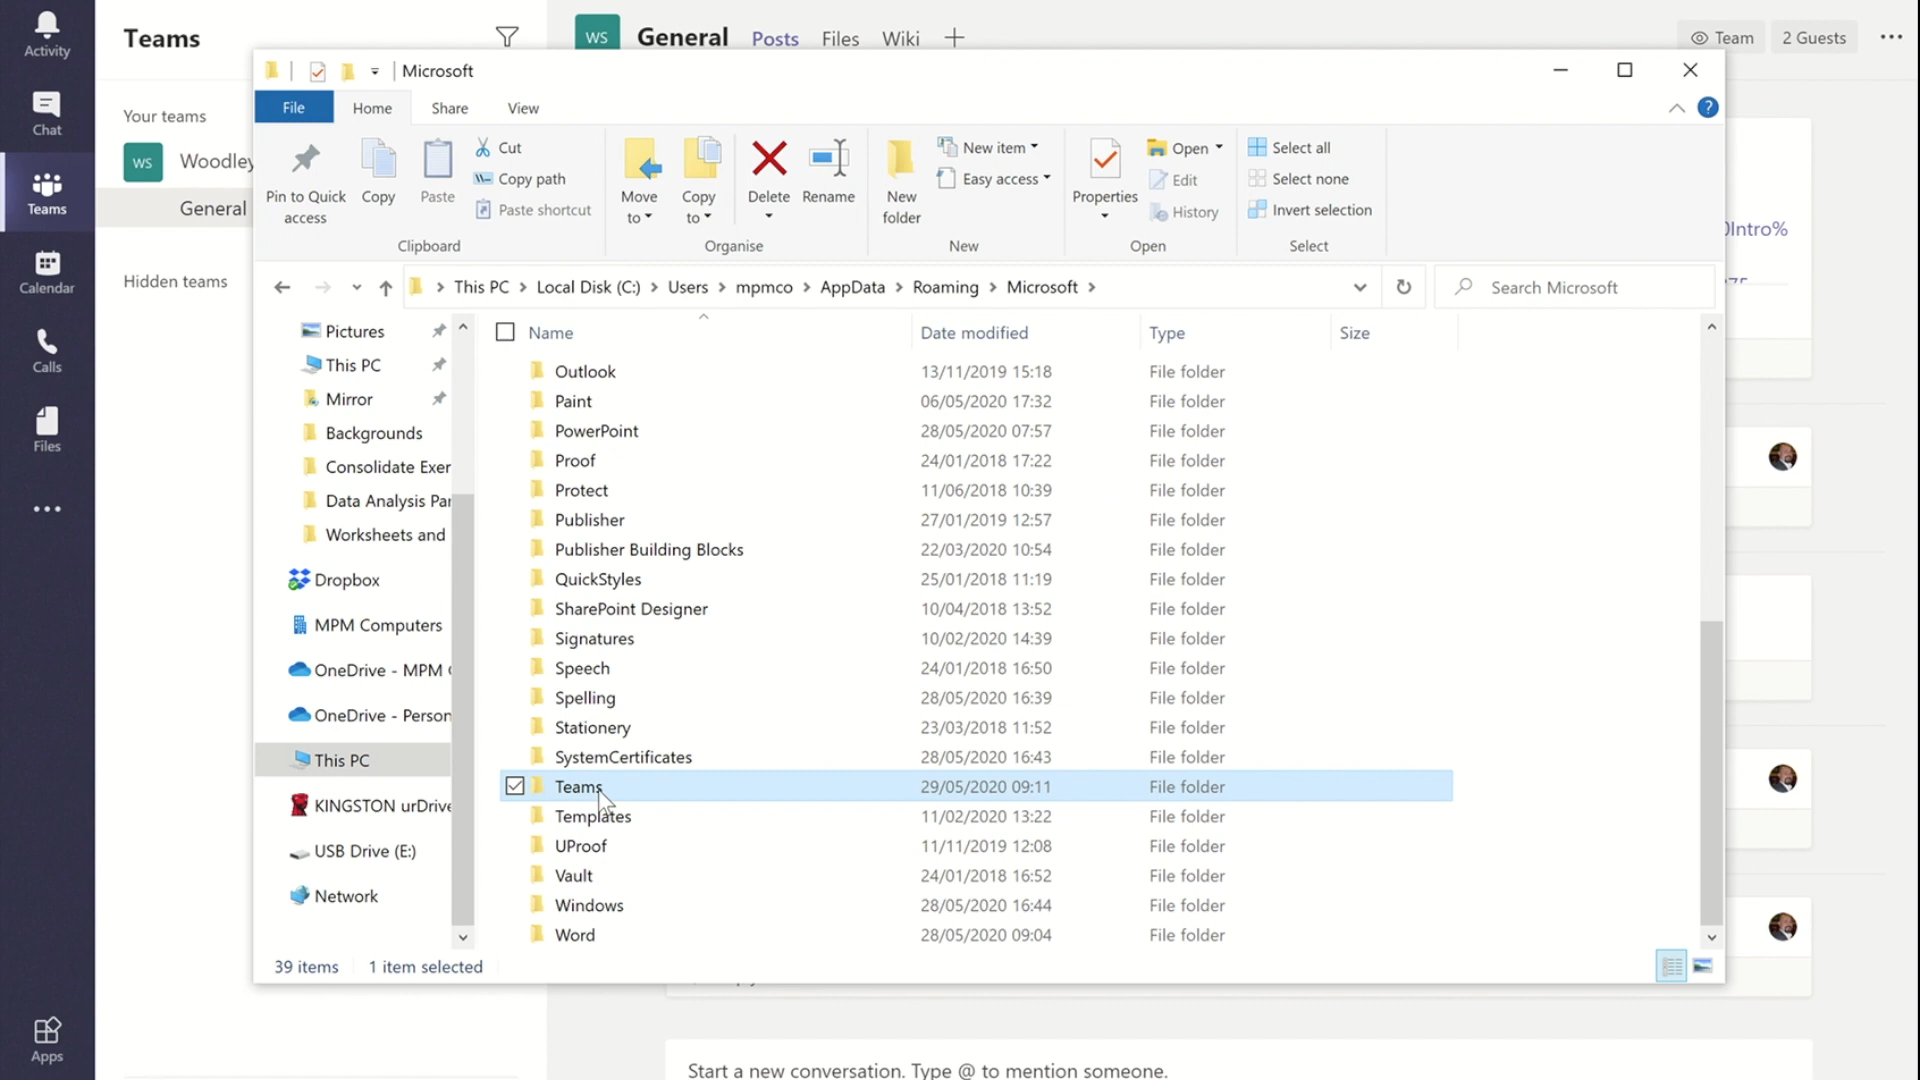 Activity
Chat
Teams
Calendar
Calls
Files
Apps
Teams
Your teams
WS Woodley
General
Hidden teams
WS General Posts Files Wiki
Team 2 Guests
Microsoft
File Home Share View
Pin to Quick access
Copy
Paste
Cut
Copy path
Paste shortcut
Clipboard
Move to
Copy to
Delete
Rename
Organise
New folder
New item
Easy access
New
Properties
Open
Edit
History
Open
Select all
Select none
Invert selection
Select
This PC > Local Disk (C:) > Users > mpmco > AppData > Roaming > Microsoft >
Search Microsoft
Pictures
This PC
Mirror
Backgrounds
Consolidate Exer
Data Analysis Par
Worksheets and
Dropbox
MPM Computers
OneDrive - MPM
OneDrive - Person
This PC
KINGSTON urDrive
USB Drive (E:)
Network
Name Date modified Type Size
Outlook 13/11/2019 15:18 File folder
Paint 06/05/2020 17:32 File folder
PowerPoint 28/05/2020 07:57 File folder
Proof 24/01/2018 17:22 File folder
Protect 11/06/2018 10:39 File folder
Publisher 27/01/2019 12:57 File folder
Publisher Building Blocks 22/03/2020 10:54 File folder
QuickStyles 25/01/2018 11:19 File folder
SharePoint Designer 10/04/2018 13:52 File folder
Signatures 10/02/2020 14:39 File folder
Speech 24/01/2018 16:50 File folder
Spelling 28/05/2020 16:39 File folder
Stationery 23/03/2018 11:52 File folder
SystemCertificates 28/05/2020 16:43 File folder
Teams 29/05/2020 09:11 File folder
Templates 11/02/2020 13:22 File folder
UProof 11/11/2019 12:08 File folder
Vault 24/01/2018 16:52 File folder
Windows 28/05/2020 16:44 File folder
Word 28/05/2020 09:04 File folder
39 items 1 item selected
Intro%
Start a new conversation. Type @ to mention someone.